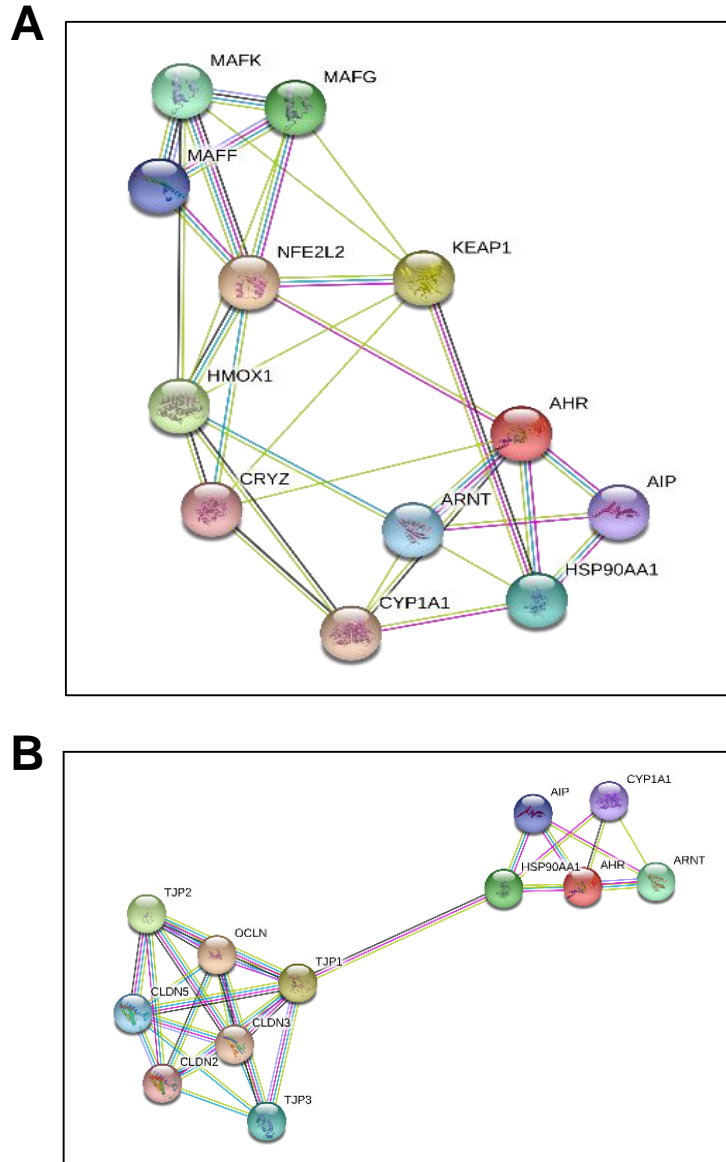 A
MAFK
MAFG
MAFF
NFE2L2
KEAP1
HMOX1
AHR
CRYZ
ARNT
AIP
HSP90AA1
CYP1A1
B
AIP
CYP1A1
HSP90AA1
AHR
ARNT
TJP2
OCLN
TJP1
CLDN5
CLDN3
CLDN2
TJP3